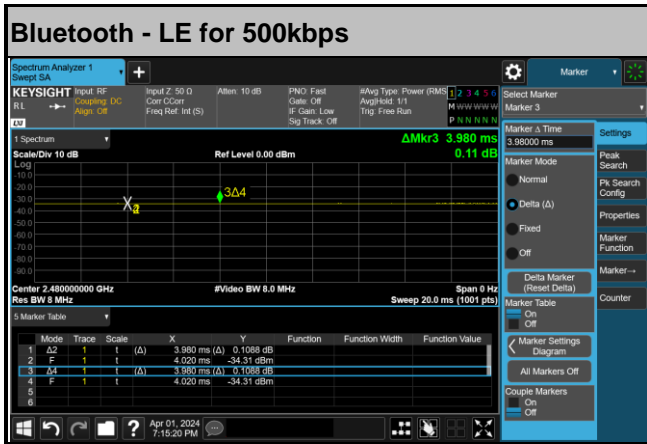 Bluetooth - LE for 500kbps
Spectrum Analyzer 1
Swept SA
Marker
KEYSIGHT
RL
LXI
Input: RF
Coupling: DC
Align: Off
Input Z: 50 Ω
Corr CCorr
Freq Ref: Int (S)
Atten: 10 dB
PNO: Fast
Gate: Off
IF Gain: Low
Sig Track: Off
#Avg Type: Power (RMS
Avg|Hold: 1/1
Trig: Free Run
1 2 3 4 5 6
M W W W W W
P N N N N N
Select Marker
Marker 3
1 Spectrum
ΔMkr3 3.980 ms
0.11 dB
Scale/Div 10 dB
Ref Level 0.00 dBm
Log
-10.0
-20.0
-30.0
-40.0
-50.0
-60.0
-70.0
-80.0
-90.0
3Δ4
Center 2.480000000 GHz
#Video BW 8.0 MHz
Span 0 Hz
Res BW 8 MHz
Sweep 20.0 ms (1001 pts)
5 Marker Table
Mode Trace Scale X Y Function Function Width Function Value
1 Δ2 1 t (Δ) 3.980 ms (Δ) 0.1088 dB
2 F 1 t 4.020 ms -34.31 dBm
3 Δ4 1 t (Δ) 3.980 ms (Δ) 0.1088 dB
4 F 1 t 4.020 ms -34.31 dBm
5
6
Marker Δ Time
3.98000 ms
Marker Mode
Normal
Delta (Δ)
Fixed
Off
Delta Marker
(Reset Delta)
Marker Table
On
Off
Marker Settings
Diagram
All Markers Off
Couple Markers
On
Off
Settings
Peak
Search
Pk Search
Config
Properties
Marker
Function
Marker→
Counter
?
Apr 01, 2024
7:15:20 PM